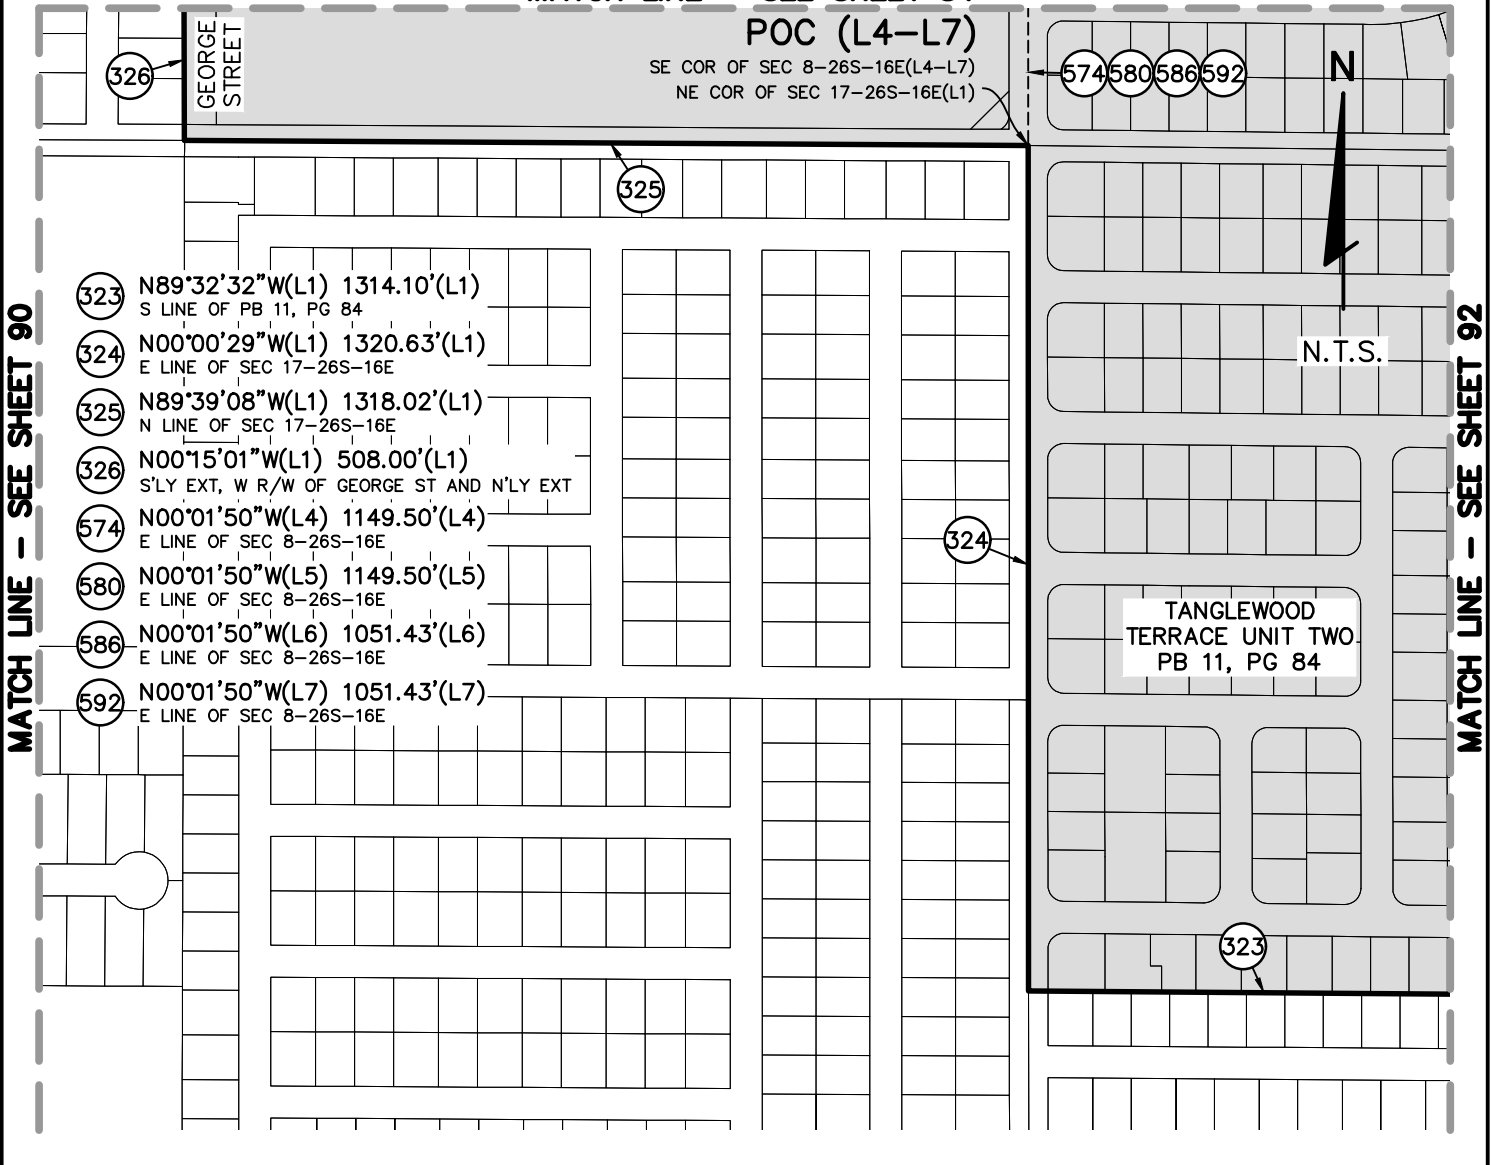 POC (L4-L7)
SE COR OF SEC 8-26S-16E(L4-L7)
NE COR OF SEC 17-26S-16E(L1)
GEORGE
STREET
326
574 580 586 592
N
325
N.T.S.
323 N89°32'32"W(L1) 1314.10'(L1)
S LINE OF PB 11, PG 84
324 N00°00'29"W(L1) 1320.63'(L1)
E LINE OF SEC 17-26S-16E
325 N89°39'08"W(L1) 1318.02'(L1)
N LINE OF SEC 17-26S-16E
326 N00°15'01"W(L1) 508.00'(L1)
S'LY EXT, W R/W OF GEORGE ST AND N'LY EXT
574 N00°01'50"W(L4) 1149.50'(L4)
E LINE OF SEC 8-26S-16E
580 N00°01'50"W(L5) 1149.50'(L5)
E LINE OF SEC 8-26S-16E
586 N00°01'50"W(L6) 1051.43'(L6)
E LINE OF SEC 8-26S-16E
592 N00°01'50"W(L7) 1051.43'(L7)
E LINE OF SEC 8-26S-16E
324
TANGLEWOOD
TERRACE UNIT TWO
PB 11, PG 84
323
MATCH LINE - SEE SHEET 90
MATCH LINE - SEE SHEET 92